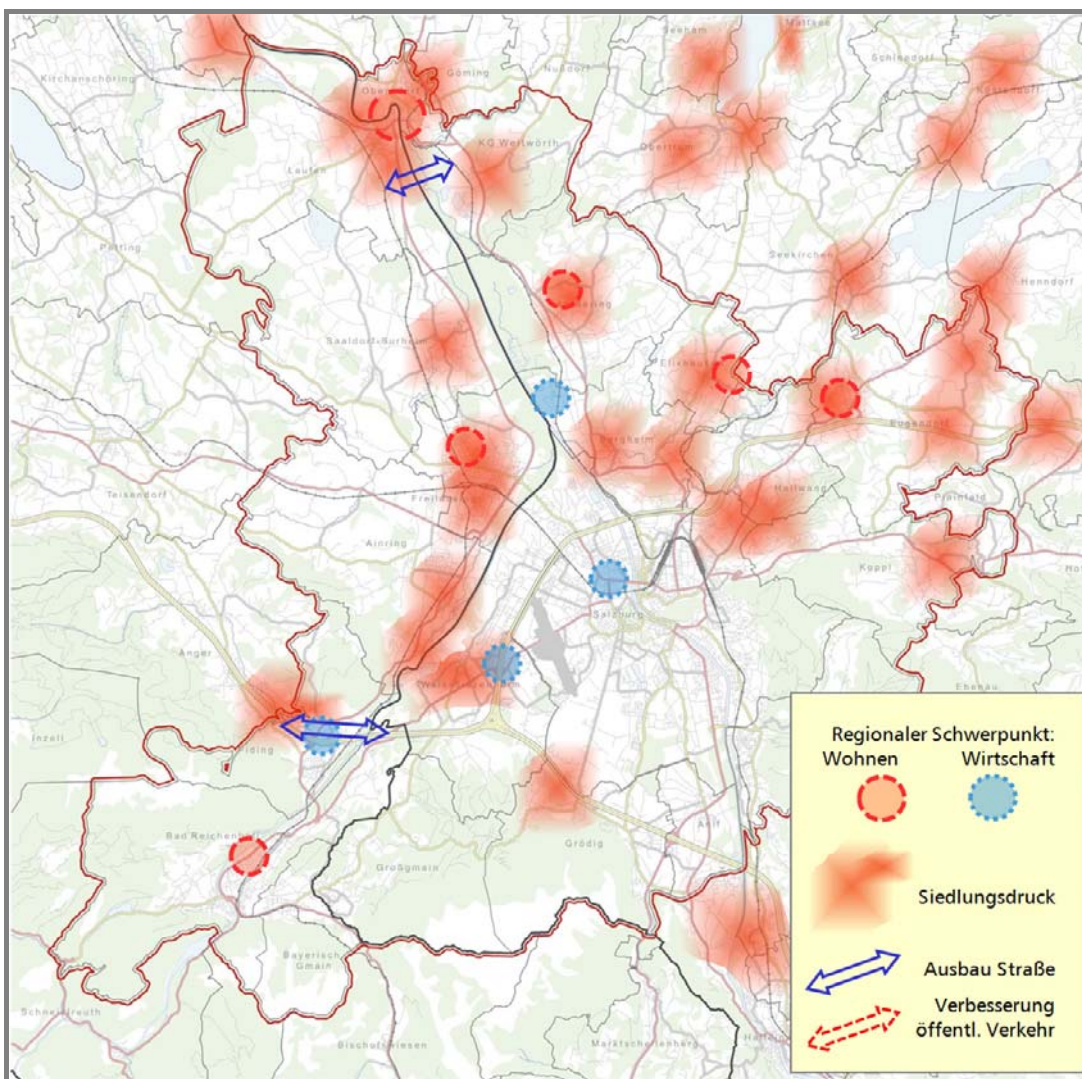 Mattsee
Seeham
Schleedorf
Kirchanschöring
Göming
Nußdorf
Köstendorf
KG Weitwörth
Obertrum
Laufen
Petting
Seekirchen
Henndorf
Saaldorf-Surheim
Elixhausen
Bergheim
Eugendorf
Hallwang
Teisendorf
Plainfeld
Ainring
Koppl
Salzburg
Anger
Ebenau
Inzell
Piding
Anif
Bad Reichenhall
Großgmain
Grödig
Bayerisch
Gmain
Schneizlreuth
Bischofswiesen
Marktschellenberg
Regionaler Schwerpunkt:
Wohnen Wirtschaft
Siedlungsdruck
Ausbau Straße
Verbesserung
öffentl. Verkehr